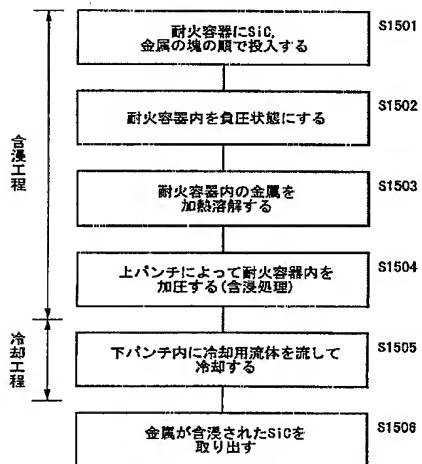 耐火容器にSiC,
金属の塊の順で投入する
S1501
耐火容器内を負圧状態にする
S1502
耐火容器内の金属を
加熱溶解する
S1503
上パンチによって耐火容器内を
加圧する(含浸処理)
S1504
含浸工程
下パンチ内に冷却用流体を流して
冷却する
S1505
冷却工程
金属が含浸されたSiCを
取り出す
S1506